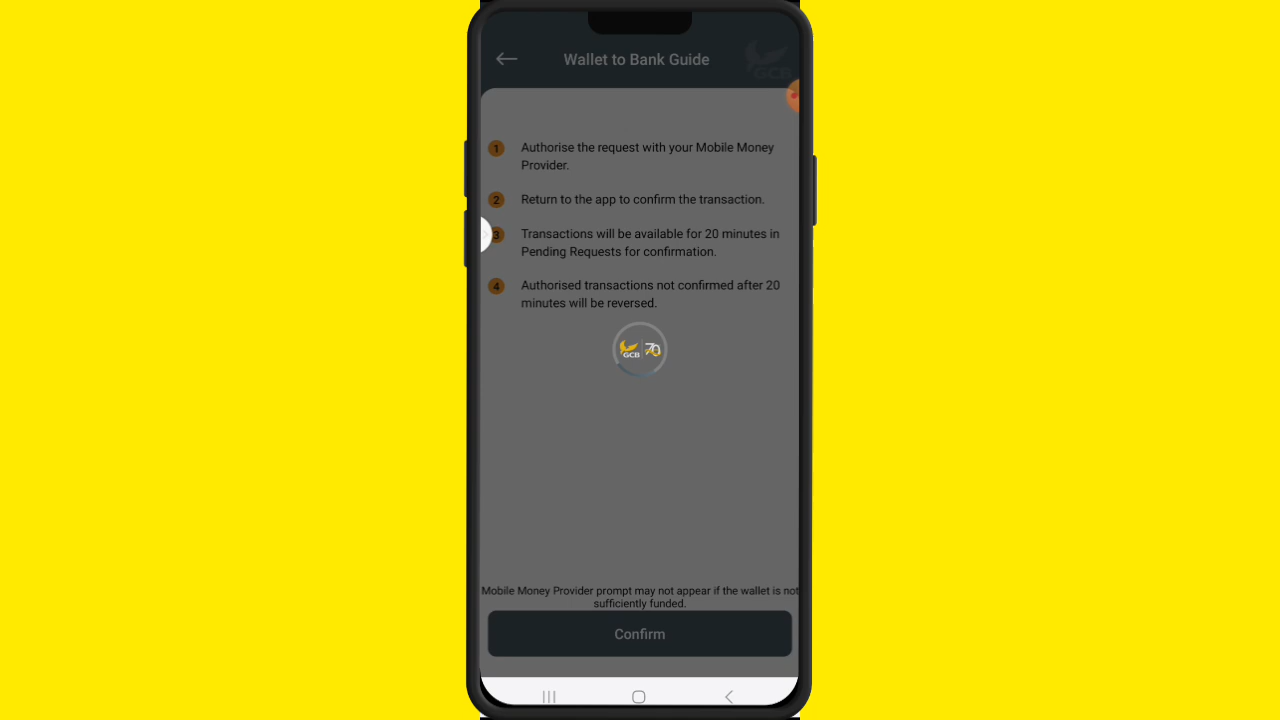 Wallet to Bank Guide
GCB
1 Authorise the request with your Mobile Money
Provider.
2 Return to the app to confirm the transaction.
3 Transactions will be available for 20 minutes in
Pending Requests for confirmation.
4 Authorised transactions not confirmed after 20
minutes will be reversed.
GCB 70
Mobile Money Provider prompt may not appear if the wallet is not
sufficiently funded.
Confirm